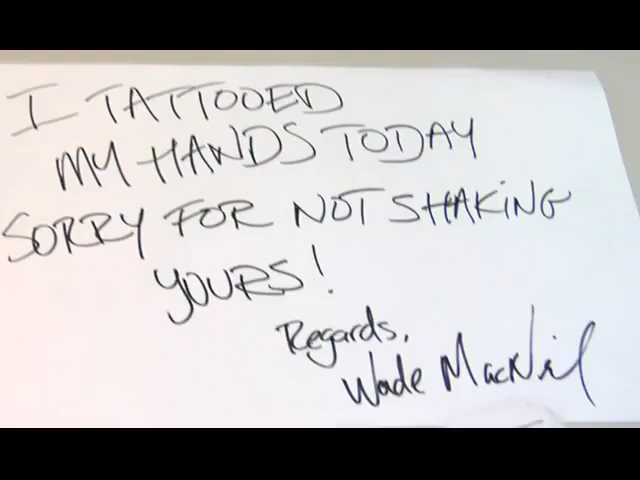 I TATTOOED
MY HANDS TODAY
SORRY FOR NOT SHAKING
YOURS!
Regards,
Wade MacNeil